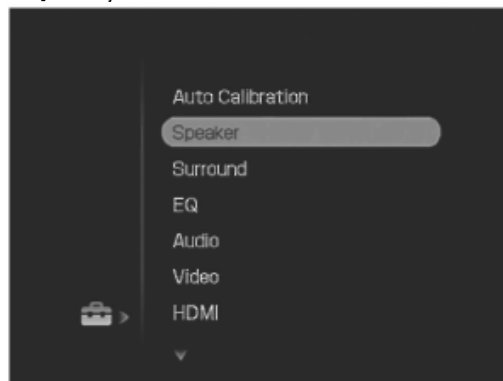 Auto Calibration
Speaker
Surround
EQ
Audio
Video
HDMI